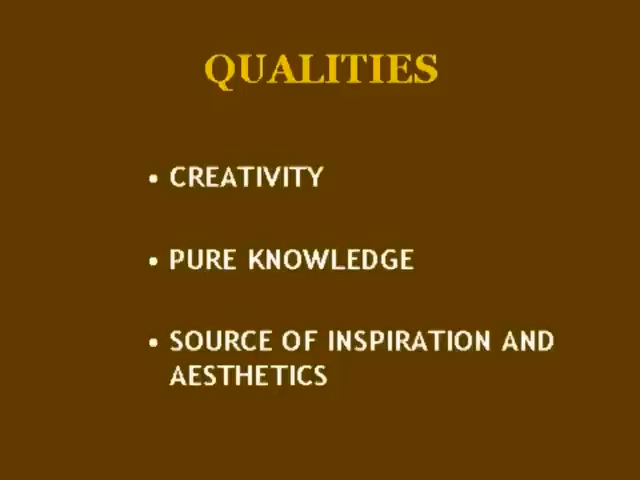 QUALITIES
• CREATIVITY
• PURE KNOWLEDGE
• SOURCE OF INSPIRATION AND
AESTHETICS